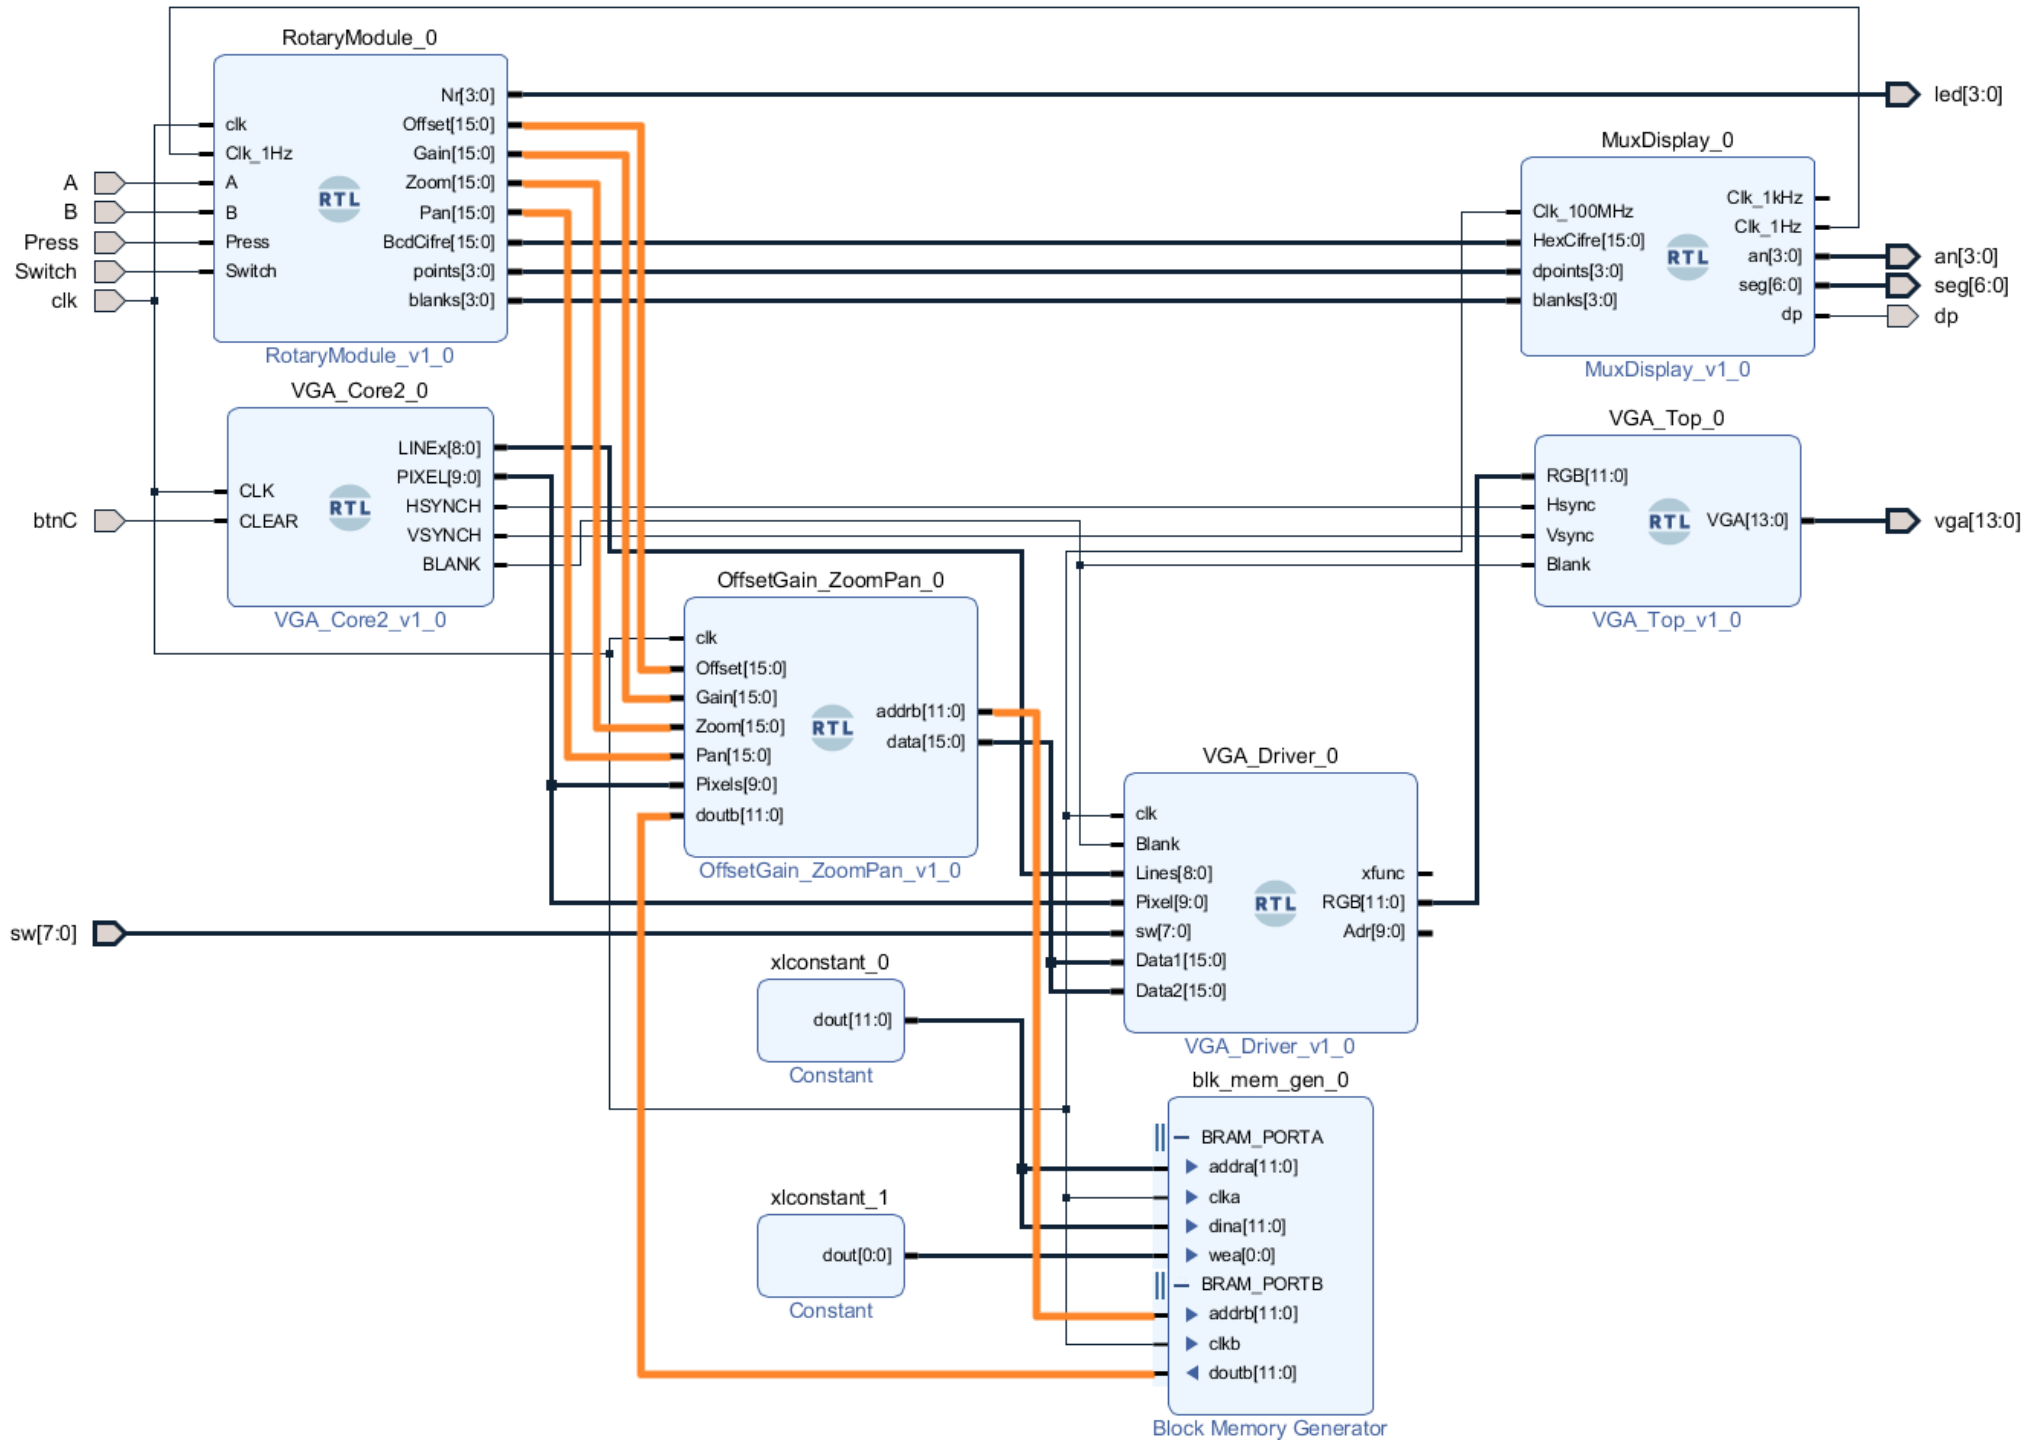 RotaryModule_0
RTL
clk
Clk_1Hz
A
B
Press
Switch
Nr[3:0]
Offset[15:0]
Gain[15:0]
Zoom[15:0]
Pan[15:0]
BcdCifre[15:0]
points[3:0]
blanks[3:0]
RotaryModule_v1_0
A
B
Press
Switch
clk
led[3:0]
MuxDisplay_0
RTL
Clk_100MHz
HexCifre[15:0]
dpoints[3:0]
blanks[3:0]
Clk_1kHz
Clk_1Hz
an[3:0]
seg[6:0]
dp
MuxDisplay_v1_0
an[3:0]
seg[6:0]
dp
VGA_Core2_0
RTL
CLK
CLEAR
LINEx[8:0]
PIXEL[9:0]
HSYNCH
VSYNCH
BLANK
VGA_Core2_v1_0
btnC
VGA_Top_0
RTL
RGB[11:0]
Hsync
Vsync
Blank
VGA[13:0]
VGA_Top_v1_0
vga[13:0]
OffsetGain_ZoomPan_0
RTL
clk
Offset[15:0]
Gain[15:0]
Zoom[15:0]
Pan[15:0]
Pixels[9:0]
doutb[11:0]
addrb[11:0]
data[15:0]
OffsetGain_ZoomPan_v1_0
VGA_Driver_0
RTL
clk
Blank
Lines[8:0]
Pixel[9:0]
sw[7:0]
Data1[15:0]
Data2[15:0]
xfunc
RGB[11:0]
Adr[9:0]
VGA_Driver_v1_0
sw[7:0]
xlconstant_0
dout[11:0]
Constant
xlconstant_1
dout[0:0]
Constant
blk_mem_gen_0
BRAM_PORTA
addra[11:0]
clka
dina[11:0]
wea[0:0]
BRAM_PORTB
addrb[11:0]
clkb
doutb[11:0]
Block Memory Generator